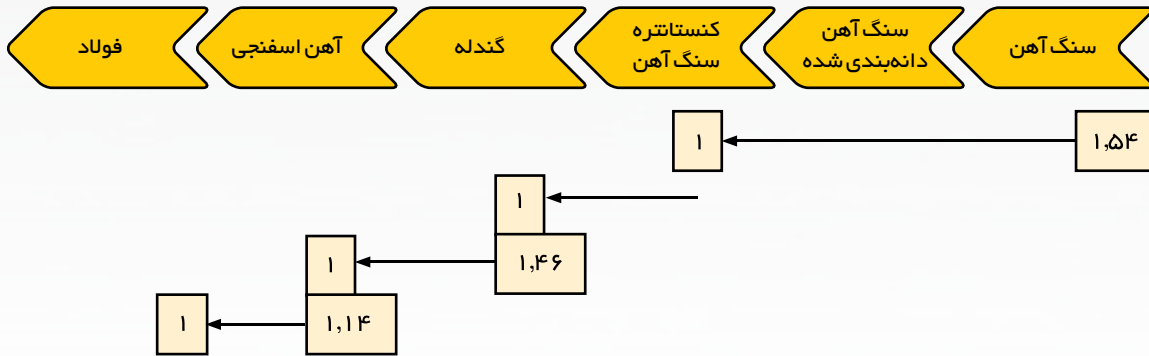 سنگ آهن
سنگ آهن
دانه‌بندی شده
کنستانتره
سنگ آهن
گندله
آهن اسفنجی
فولاد
۱,۵۴
۱
۱
۱,۴۶
۱
۱,۱۴
۱